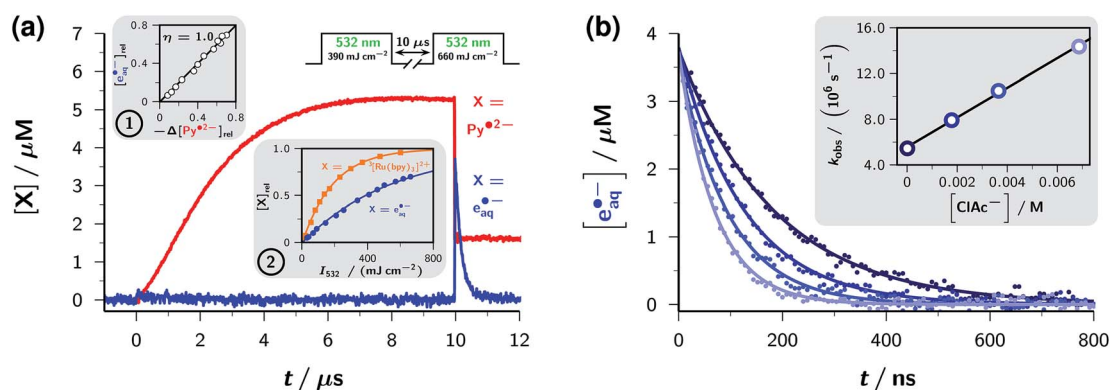 (a)
[X] / μM
7
6
5
4
3
2
1
0
0
2
4
6
8
10
12
t / μs
532 nm
390 mJ cm⁻²
10 μs
532 nm
660 mJ cm⁻²
X =
Py•2−
X =
e•−aq
η = 1.0
[e•−aq]rel
0.8
0.4
0
0
0.4
0.8
−Δ[Py•2−]rel
1
X = ³[Ru(bpy)₃]²⁺
X = e•−aq
[X]rel
1.0
0.5
0
0
200
400
600
800
I₅₃₂ / (mJ cm⁻²)
2
(b)
[e•−aq] / μM
4
3
2
1
0
0
200
400
600
800
t / ns
kobs / (10⁶ s⁻¹)
16.0
12.0
8.0
4.0
0
0.002
0.004
0.006
[ClAc⁻] / M